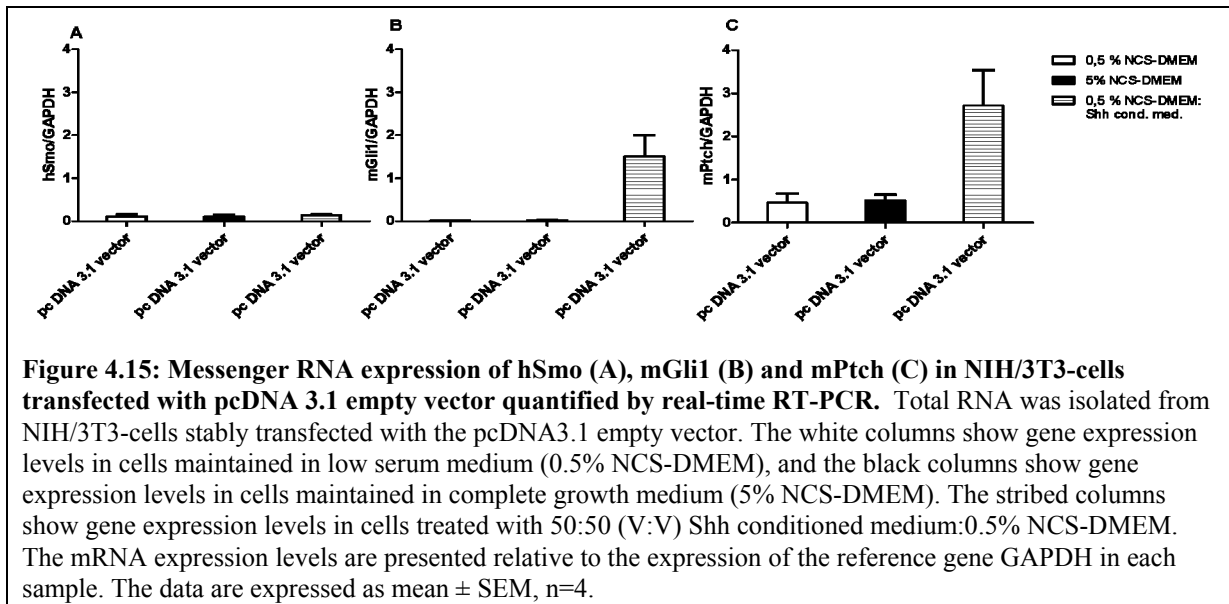 A
B
C
4
3
2
1
0
hSmo/GAPDH
pc DNA 3.1 vector
pc DNA 3.1 vector
pc DNA 3.1 vector
4
3
2
1
0
mGli1/GAPDH
pc DNA 3.1 vector
pc DNA 3.1 vector
pc DNA 3.1 vector
4
3
2
1
0
mPtch/GAPDH
pc DNA 3.1 vector
pc DNA 3.1 vector
pc DNA 3.1 vector
0,5 % NCS-DMEM
5% NCS-DMEM
0,5 % NCS-DMEM:
Shh cond. med.
Figure 4.15: Messenger RNA expression of hSmo (A), mGli1 (B) and mPtch (C) in NIH/3T3-cells
transfected with pcDNA 3.1 empty vector quantified by real-time RT-PCR. Total RNA was isolated from
NIH/3T3-cells stably transfected with the pcDNA3.1 empty vector. The white columns show gene expression
levels in cells maintained in low serum medium (0.5% NCS-DMEM), and the black columns show gene
expression levels in cells maintained in complete growth medium (5% NCS-DMEM). The stribed columns
show gene expression levels in cells treated with 50:50 (V:V) Shh conditioned medium:0.5% NCS-DMEM.
The mRNA expression levels are presented relative to the expression of the reference gene GAPDH in each
sample. The data are expressed as mean ± SEM, n=4.